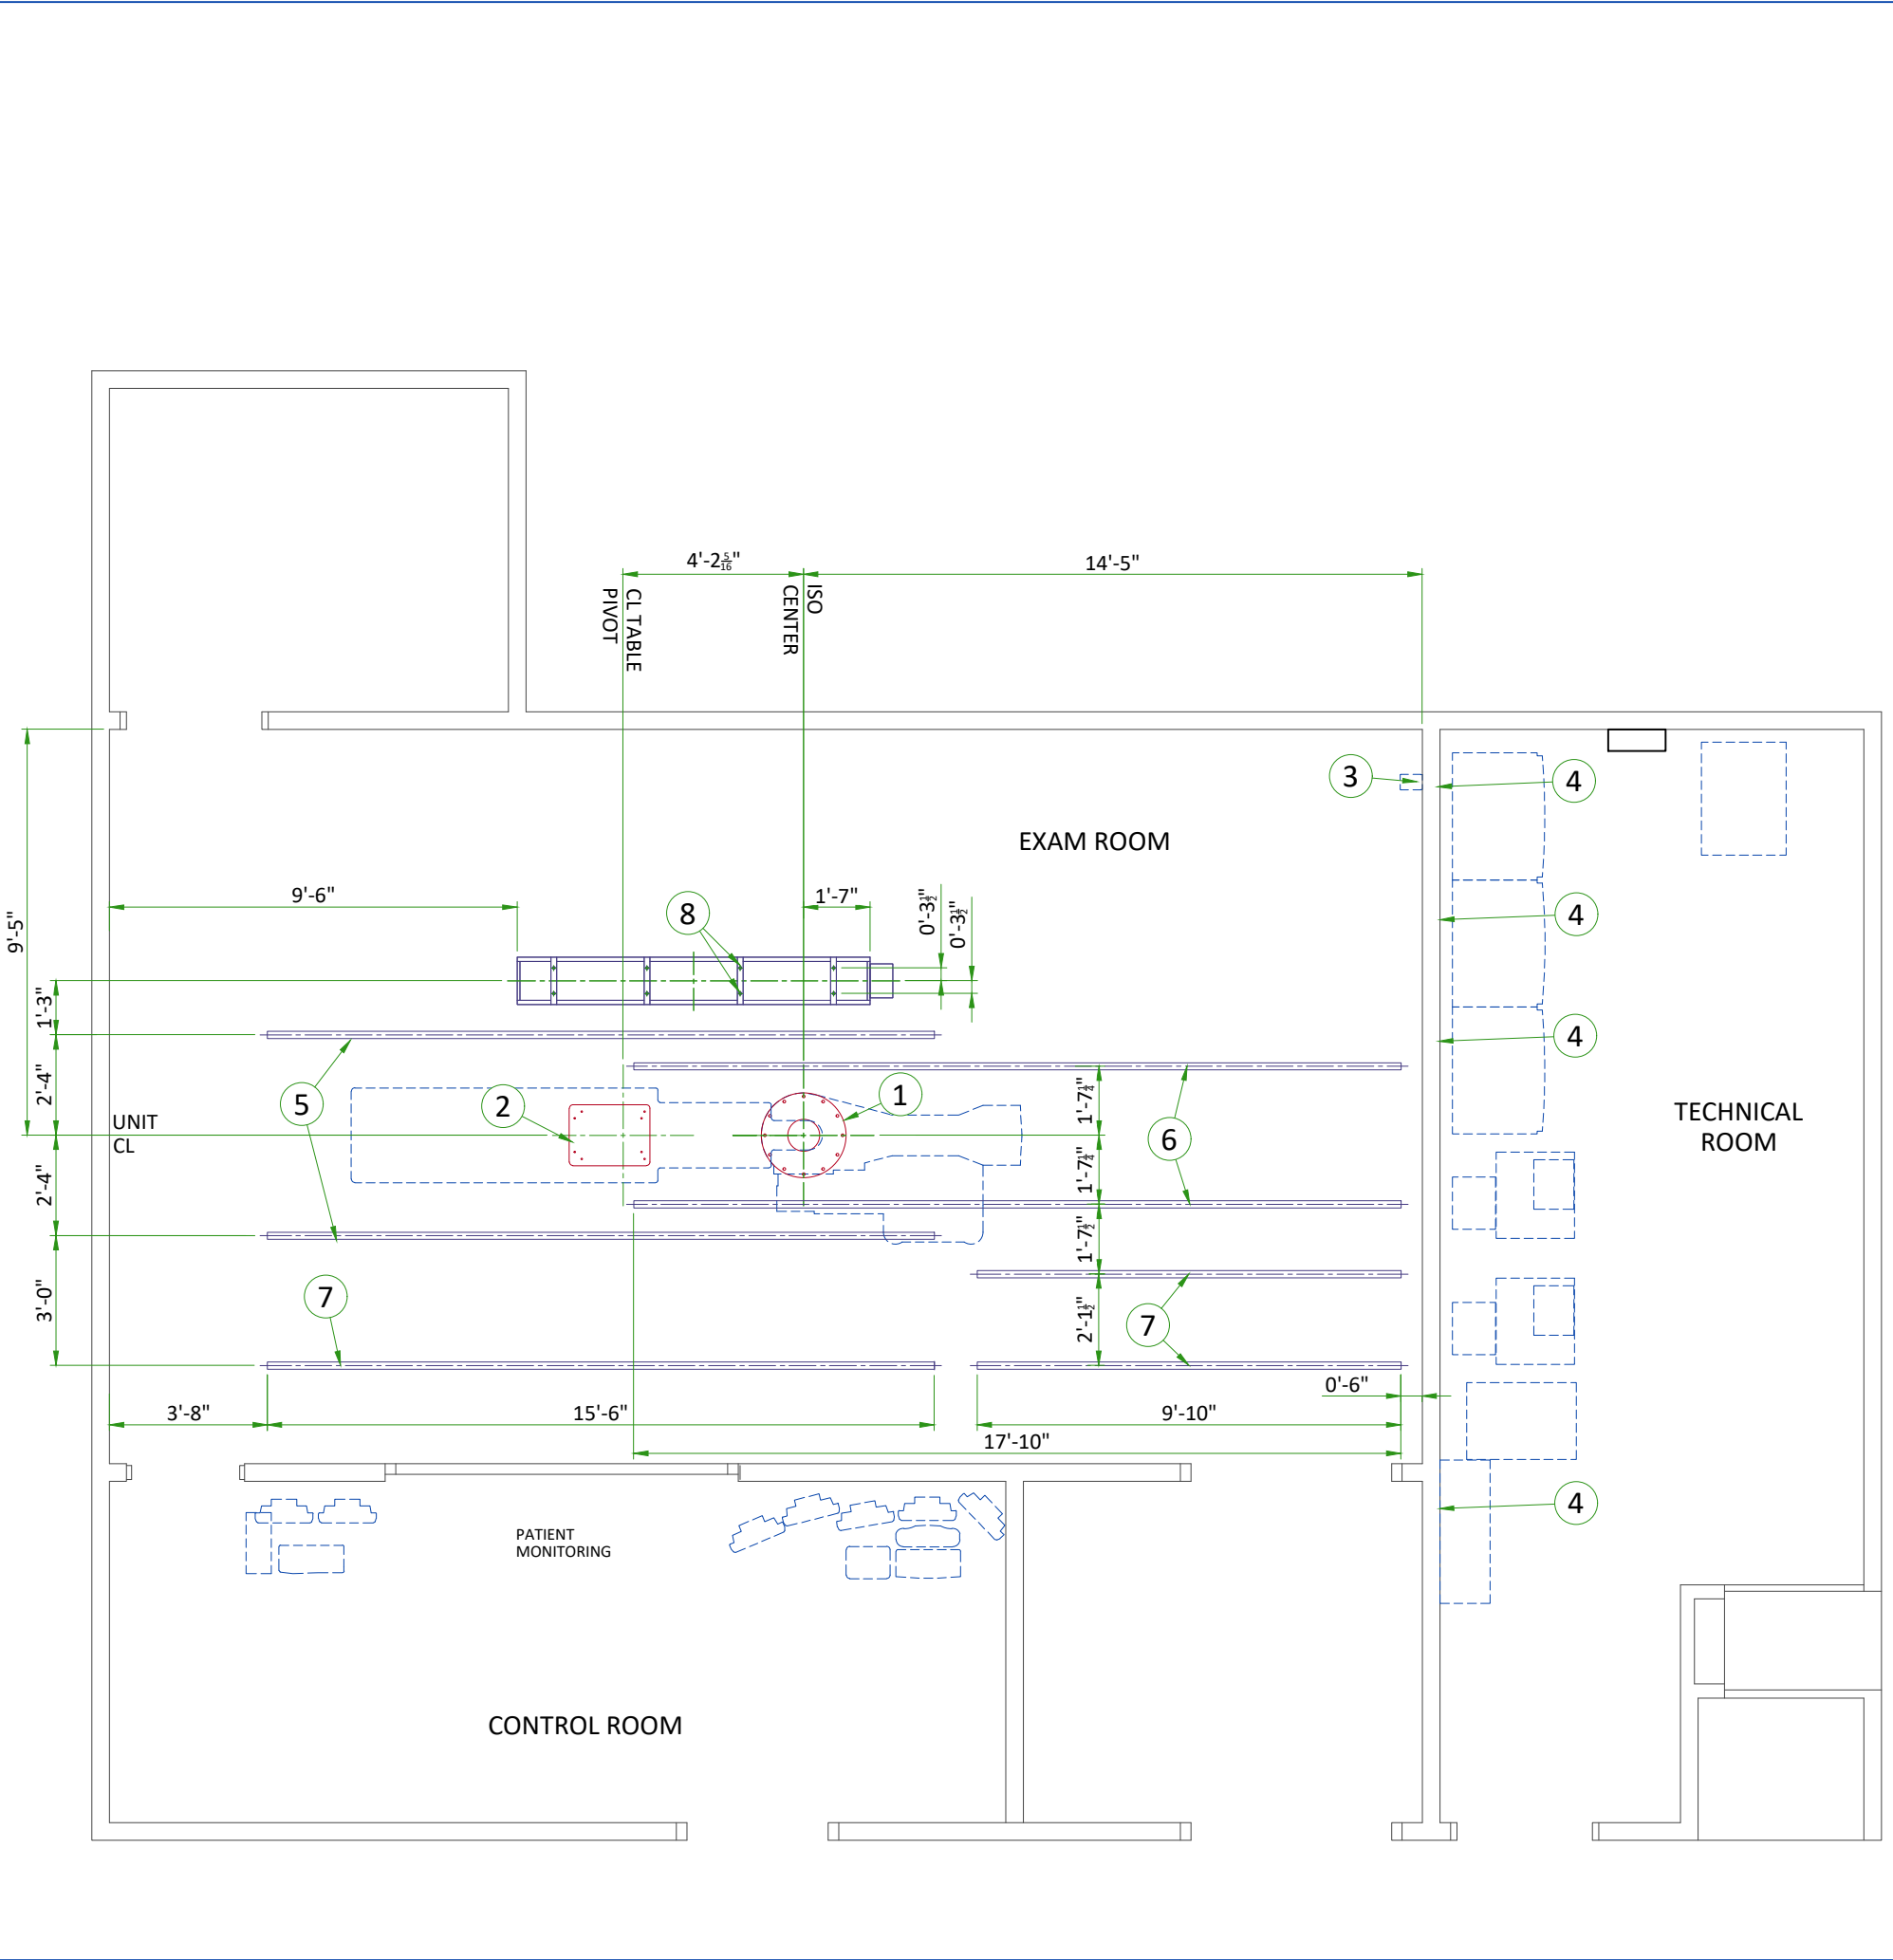 4'-2 5/16"
14'-5"
CL TABLE
PIVOT
ISO
CENTER
3
4
EXAM ROOM
9'-6"
8
1'-7"
0'-3 1/2"
0'-3 1/2"
4
9'-5"
1'-3"
4
2'-4"
5
2
1
1'-7 1/4"
UNIT
CL
6
TECHNICAL
ROOM
2'-4"
1'-7 1/4"
1'-7 1/2"
3'-0"
7
2'-1 1/2"
7
0'-6"
3'-8"
15'-6"
9'-10"
17'-10"
4
PATIENT
MONITORING
CONTROL ROOM